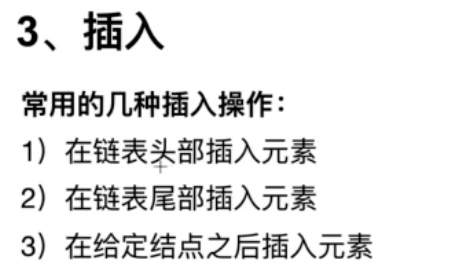 3、插入
常用的几种插入操作：
1）在链表头部插入元素
2）在链表尾部插入元素
3）在给定结点之后插入元素